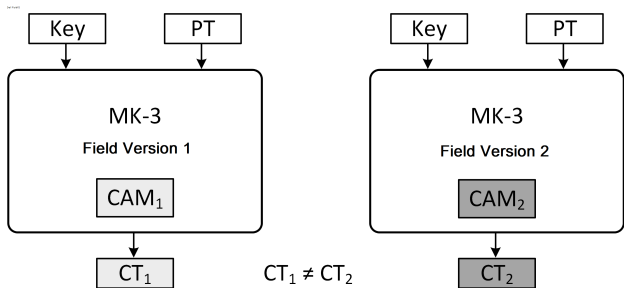 Key PT Key PT
MK-3 MK-3
Field Version 1 Field Version 2
CAM₁ CAM₂
CT₁ CT₁ ≠ CT₂ CT₂